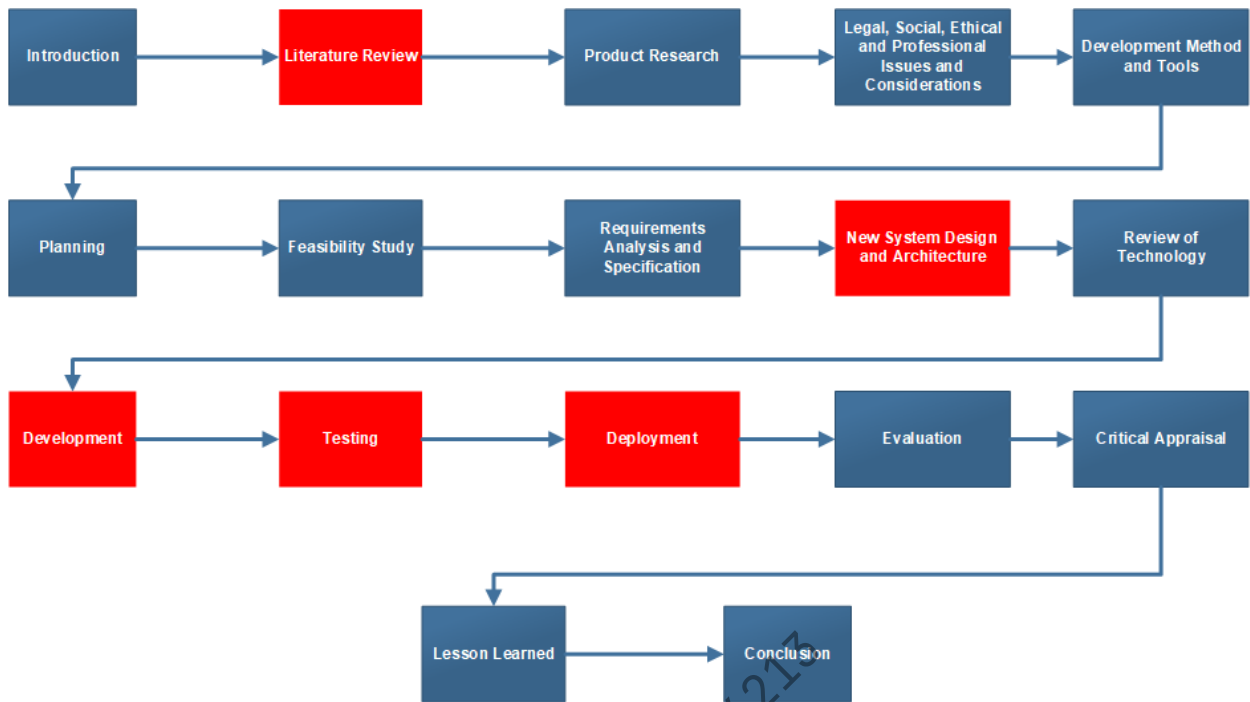 Introduction
Literature Review
Product Research
Legal, Social, Ethical
and Professional
Issues and
Considerations
Development Method
and Tools
Planning
Feasibility Study
Requirements
Analysis and
Specification
New System Design
and Architecture
Review of
Technology
Development
Testing
Deployment
Evaluation
Critical Appraisal
Lesson Learned
Conclusion